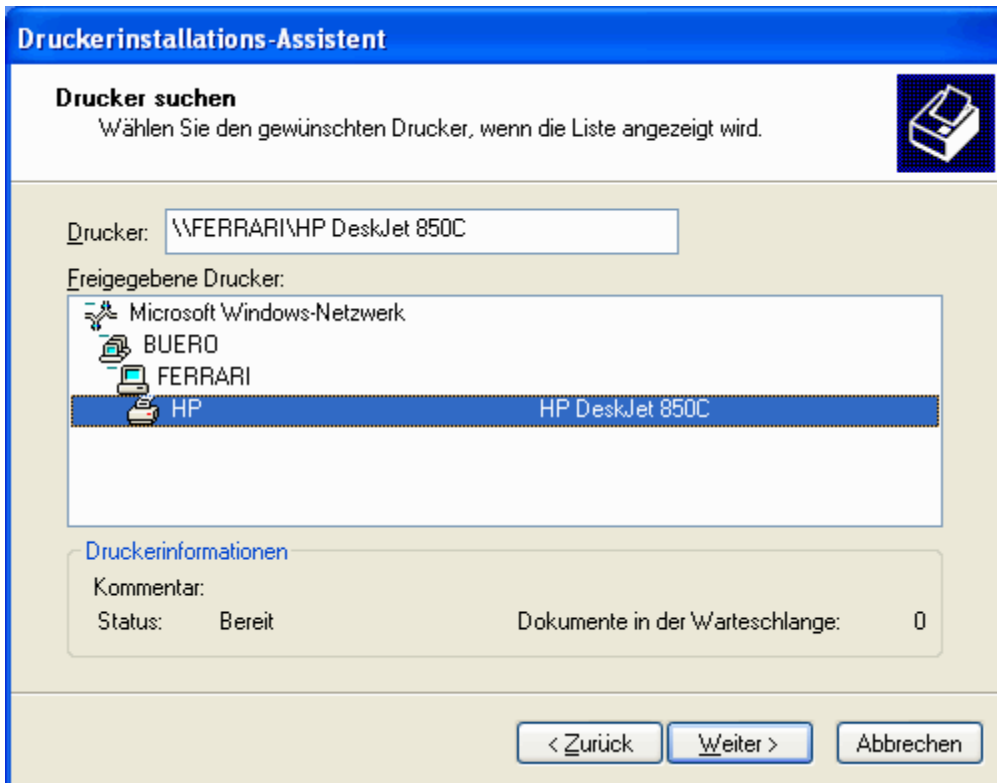 Druckerinstallations-Assistent
Drucker suchen
Wählen Sie den gewünschten Drucker, wenn die Liste angezeigt wird.
Drucker: \\FERRARI\HP DeskJet 850C
Freigegebene Drucker:
Microsoft Windows-Netzwerk
BUERO
FERRARI
HP HP DeskJet 850C
Druckerinformationen
Kommentar:
Status: Bereit Dokumente in der Warteschlange: 0
< Zurück Weiter > Abbrechen